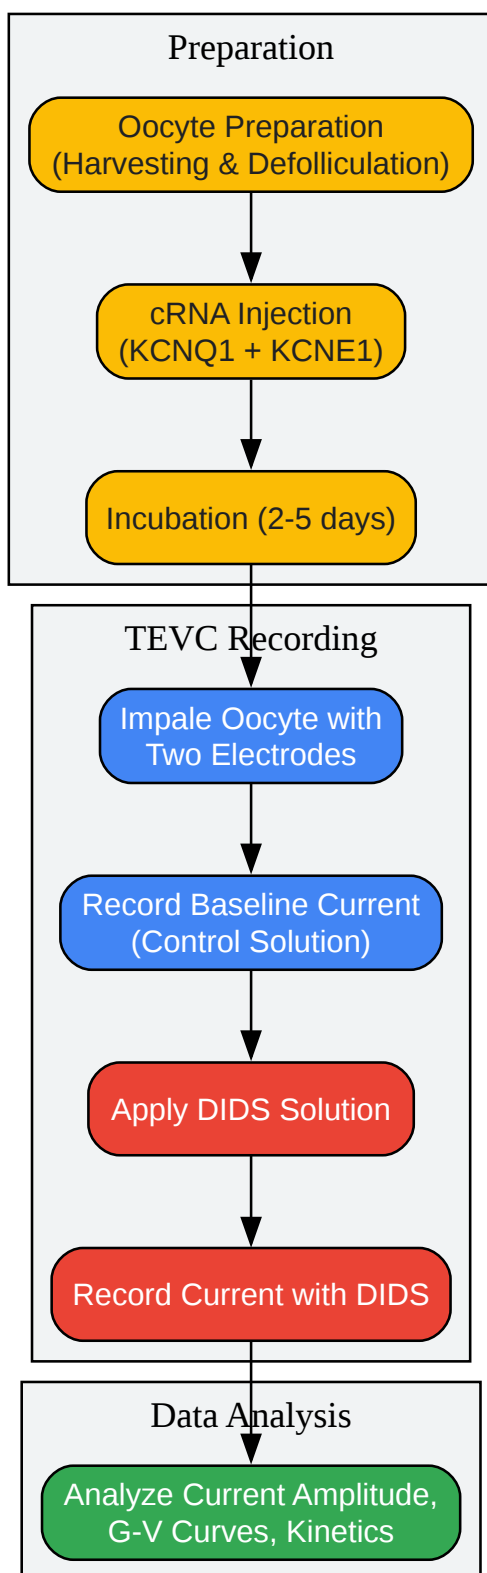 Preparation
Oocyte Preparation
(Harvesting & Defolliculation)
cRNA Injection
(KCNQ1 + KCNE1)
Incubation (2-5 days)
TEVC Recording
Impale Oocyte with
Two Electrodes
Record Baseline Current
(Control Solution)
Apply DIDS Solution
Record Current with DIDS
Data Analysis
Analyze Current Amplitude,
G-V Curves, Kinetics